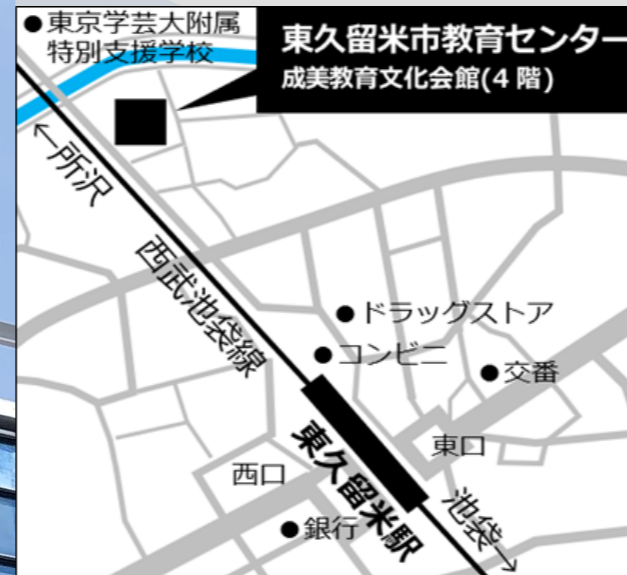 ●東京学芸大附属
特別支援学校
東久留米市教育センター
成美教育文化会館(4階)
←所沢
西武池袋線
●ドラッグストア
●コンビニ
●交番
東口
西口
東久留米駅
●銀行
池袋→